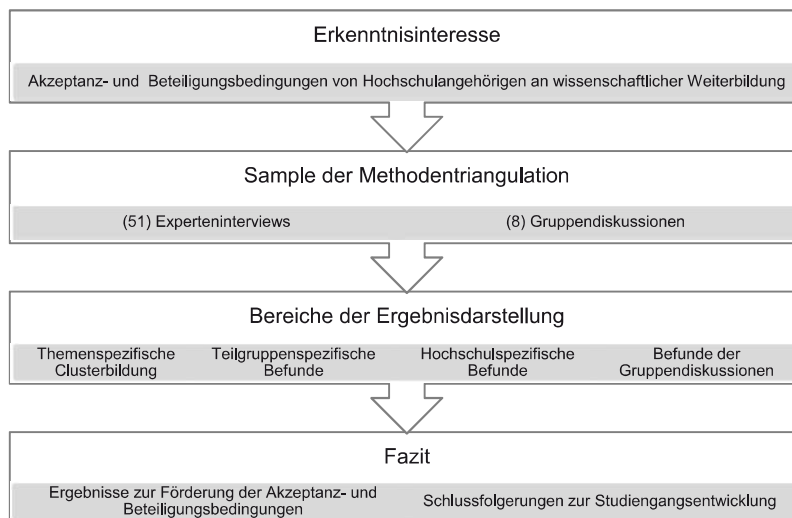 Erkenntnisinteresse
Akzeptanz- und Beteiligungsbedingungen von Hochschulangehörigen an wissenschaftlicher Weiterbildung
Sample der Methodentriangulation
(51) Experteninterviews
(8) Gruppendiskussionen
Bereiche der Ergebnisdarstellung
Themenspezifische
Clusterbildung
Teilgruppenspezifische
Befunde
Hochschulspezifische
Befunde
Befunde der
Gruppendiskussionen
Fazit
Ergebnisse zur Förderung der Akzeptanz- und
Beteiligungsbedingungen
Schlussfolgerungen zur Studiengangsentwicklung